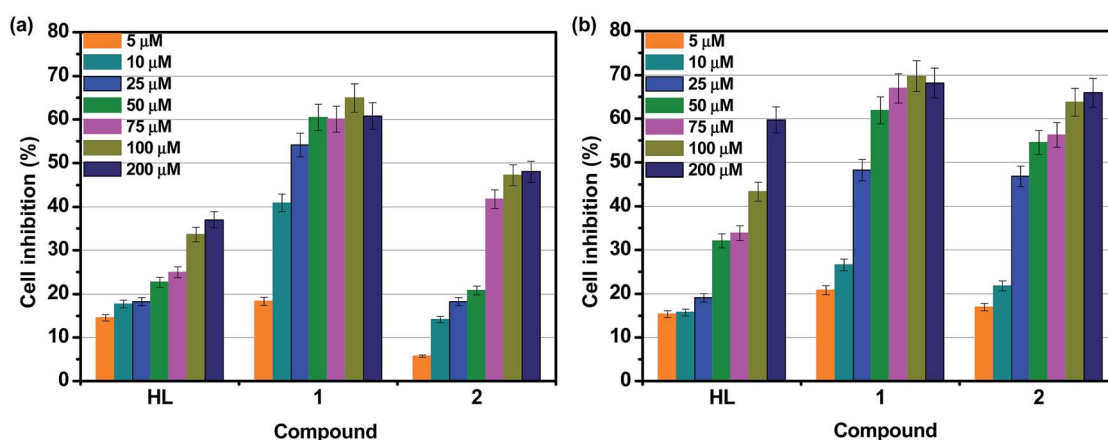 (a)
80
70
60
50
40
30
20
10
0
Cell inhibition (%)
5 μM
10 μM
25 μM
50 μM
75 μM
100 μM
200 μM
HL 1 2
Compound
(b)
80
70
60
50
40
30
20
10
0
Cell inhibition (%)
5 μM
10 μM
25 μM
50 μM
75 μM
100 μM
200 μM
HL 1 2
Compound